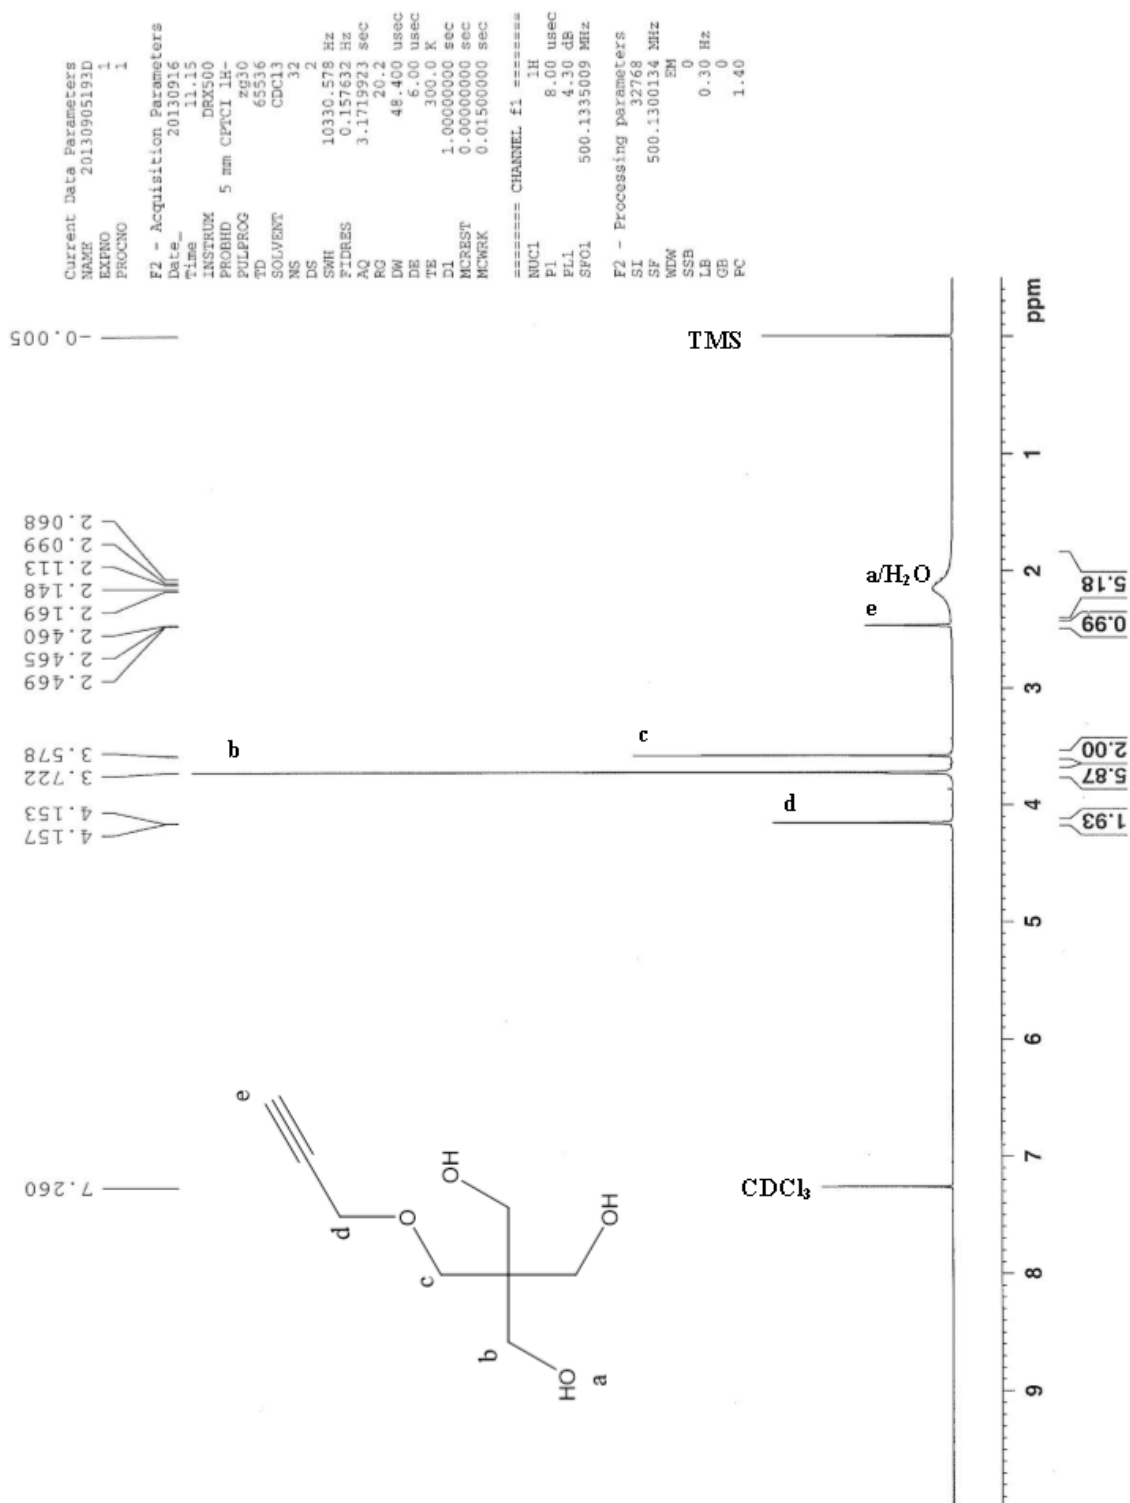 Current Data Parameters
NAME 20130905193D
EXPNO 1
PROCNO 1
F2 - Acquisition Parameters
Date_ 20130916
Time 11.15
INSTRUM DRX500
PROBHD 5 mm CPTCI 1H-
PULPROG zg30
TD 65536
SOLVENT CDCl3
NS 32
DS 2
SWH 10330.578 Hz
FIDRES 0.157632 Hz
AQ 3.1719923 sec
RG 20.2
DW 48.400 usec
DE 6.00 usec
TE 300.0 K
D1 1.00000000 sec
MCREST 0.00000000 sec
MCWRK 0.01500000 sec
======== CHANNEL f1 ========
NUC1 1H
P1 8.00 usec
PL1 4.30 dB
SFO1 500.1335009 MHz
F2 - Processing parameters
SI 32768
SF 500.1300134 MHz
WDW EM
SSB 0
LB 0.30 Hz
GB 0
PC 1.40
7.260
4.157
4.153
3.722
3.578
2.469
2.465
2.460
2.169
2.148
2.113
2.099
2.068
-0.005
e
d
O
c
OH
b
HO
a
OH
b
c
d
e
a/H₂O
TMS
CDCl₃
9 8 7 6 5 4 3 2 1 ppm
1.93
5.87
2.00
0.99
5.18